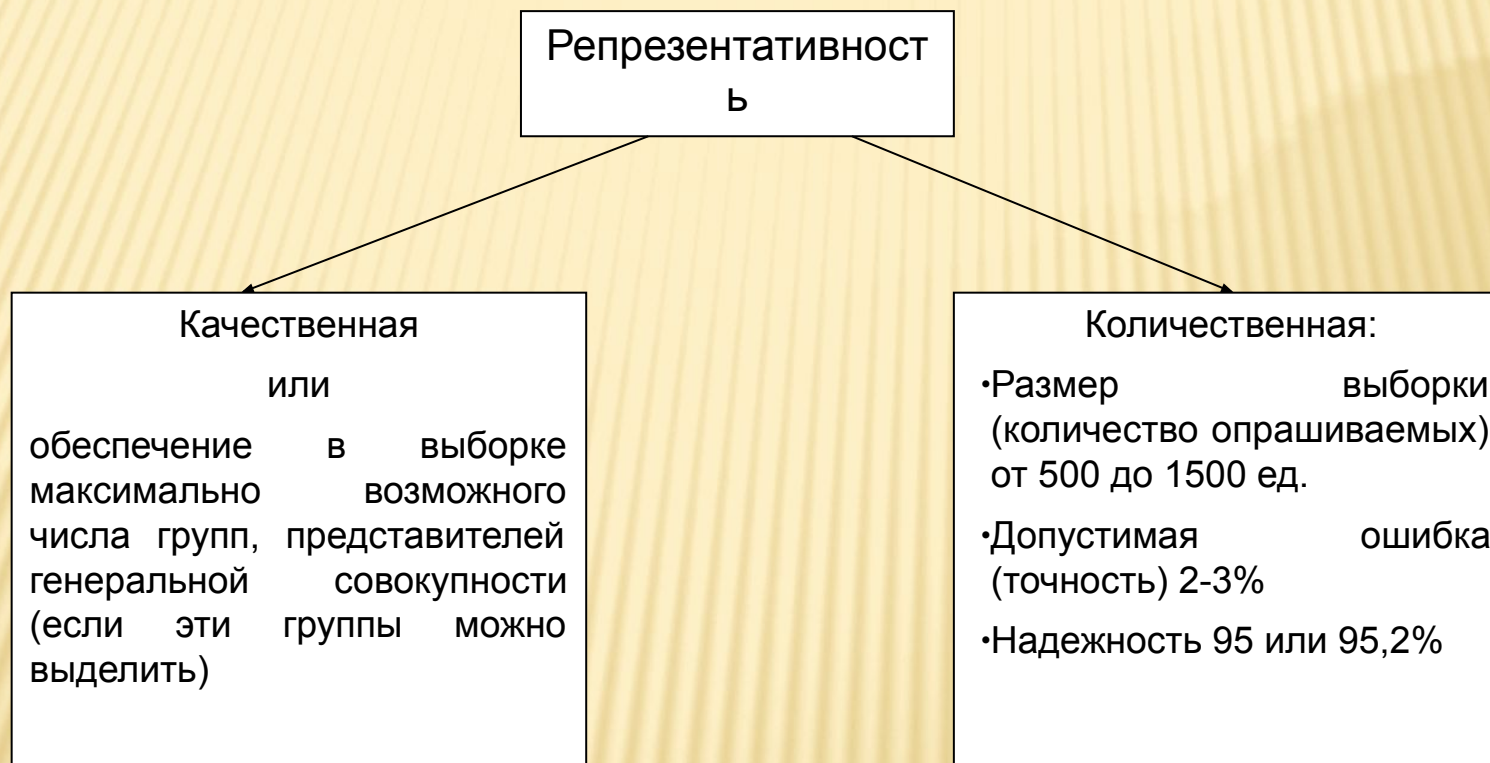 Репрезентативност
ь
Качественная
или
обеспечение в выборке
максимально возможного
числа групп, представителей
генеральной совокупности
(если эти группы можно
выделить)
Количественная:
•Размер выборки
(количество опрашиваемых)
от 500 до 1500 ед.
•Допустимая ошибка
(точность) 2-3%
•Надежность 95 или 95,2%